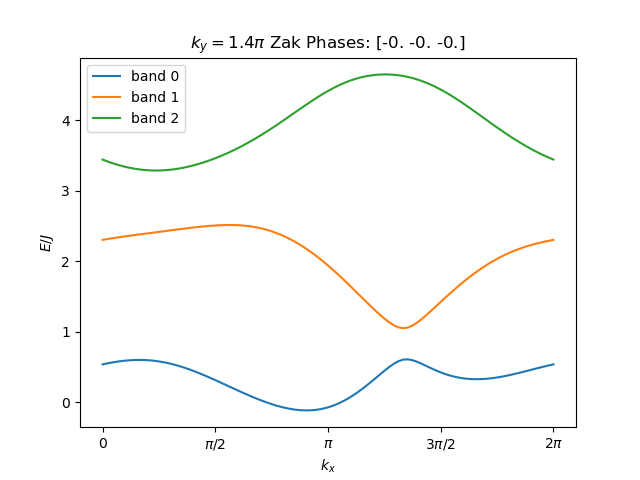 k_y = 1.4π Zak Phases: [-0. -0. -0.]
band 0
band 1
band 2
E/J
4
3
2
1
0
0 π/2 π 3π/2 2π
k_x